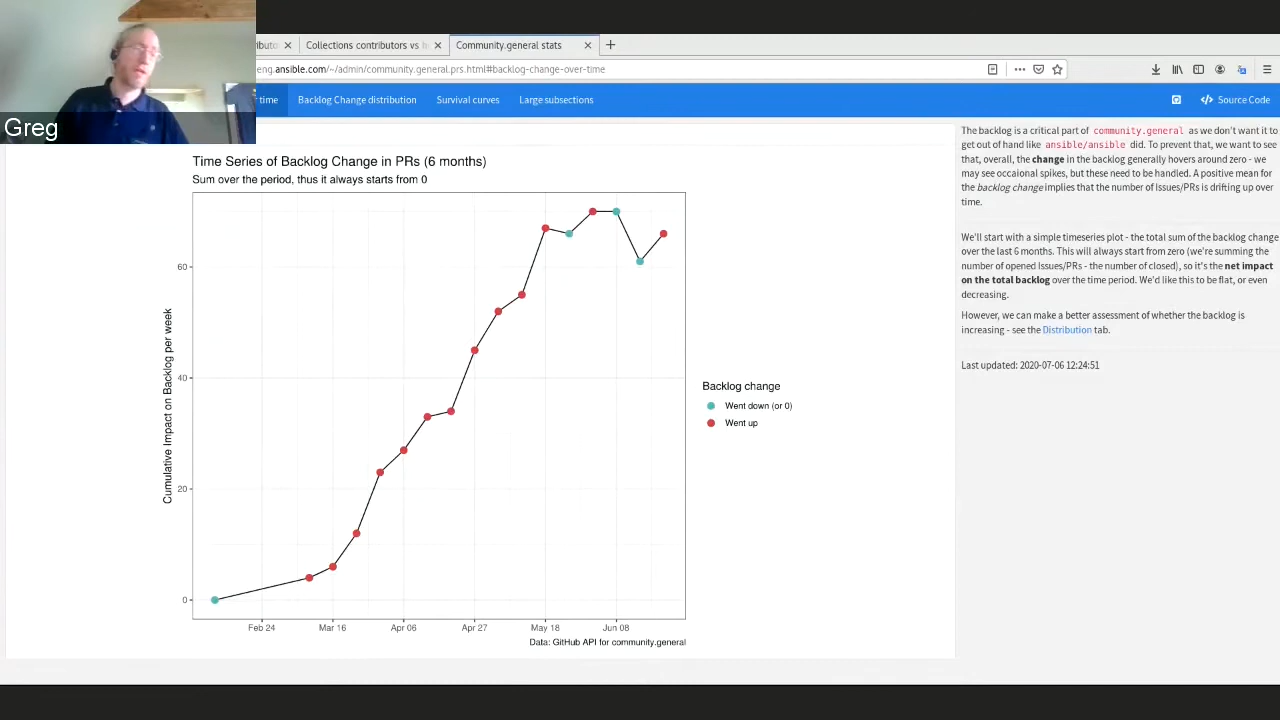 Greg
Collections contributors vs
Community.general stats
eng.ansible.com/~/admin/community.general.prs.html#backlog-change-over-time
time
Backlog Change distribution
Survival curves
Large subsections
Source Code
Time Series of Backlog Change in PRs (6 months)
Sum over the period, thus it always starts from 0
Cumulative Impact on Backlog per week
60
40
20
0
Feb 24
Mar 16
Apr 06
Apr 27
May 18
Jun 08
Data: GitHub API for community.general
Backlog change
Went down (or 0)
Went up
The backlog is a critical part of community.general as we don't want it to
get out of hand like ansible/ansible did. To prevent that, we want to see
that, overall, the change in the backlog generally hovers around zero - we
may see occaional spikes, but these need to be handled. A positive mean for
the backlog change implies that the number of Issues/PRs is drifting up over
time.
We'll start with a simple timeseries plot - the total sum of the backlog change
over the last 6 months. This will always start from zero (we're summing the
number of opened Issues/PRs - the number of closed), so it's the net impact
on the total backlog over the time period. We'd like this to be flat, or even
decreasing.
However, we can make a better assessment of whether the backlog is
increasing - see the Distribution tab.
Last updated: 2020-07-06 12:24:51